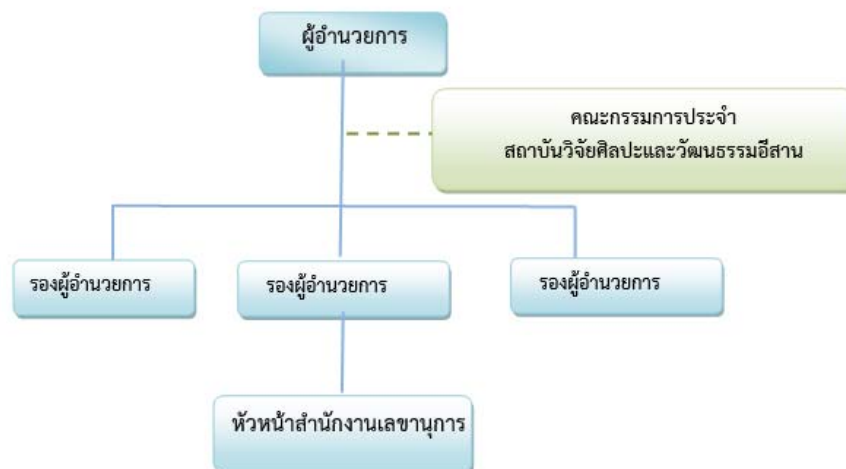 ผู้อำนวยการ
คณะกรรมการประจำ
สถาบันวิจัยศิลปะและวัฒนธรรมอีสาน
รองผู้อำนวยการ
รองผู้อำนวยการ
รองผู้อำนวยการ
หัวหน้าสำนักงานเลขานุการ